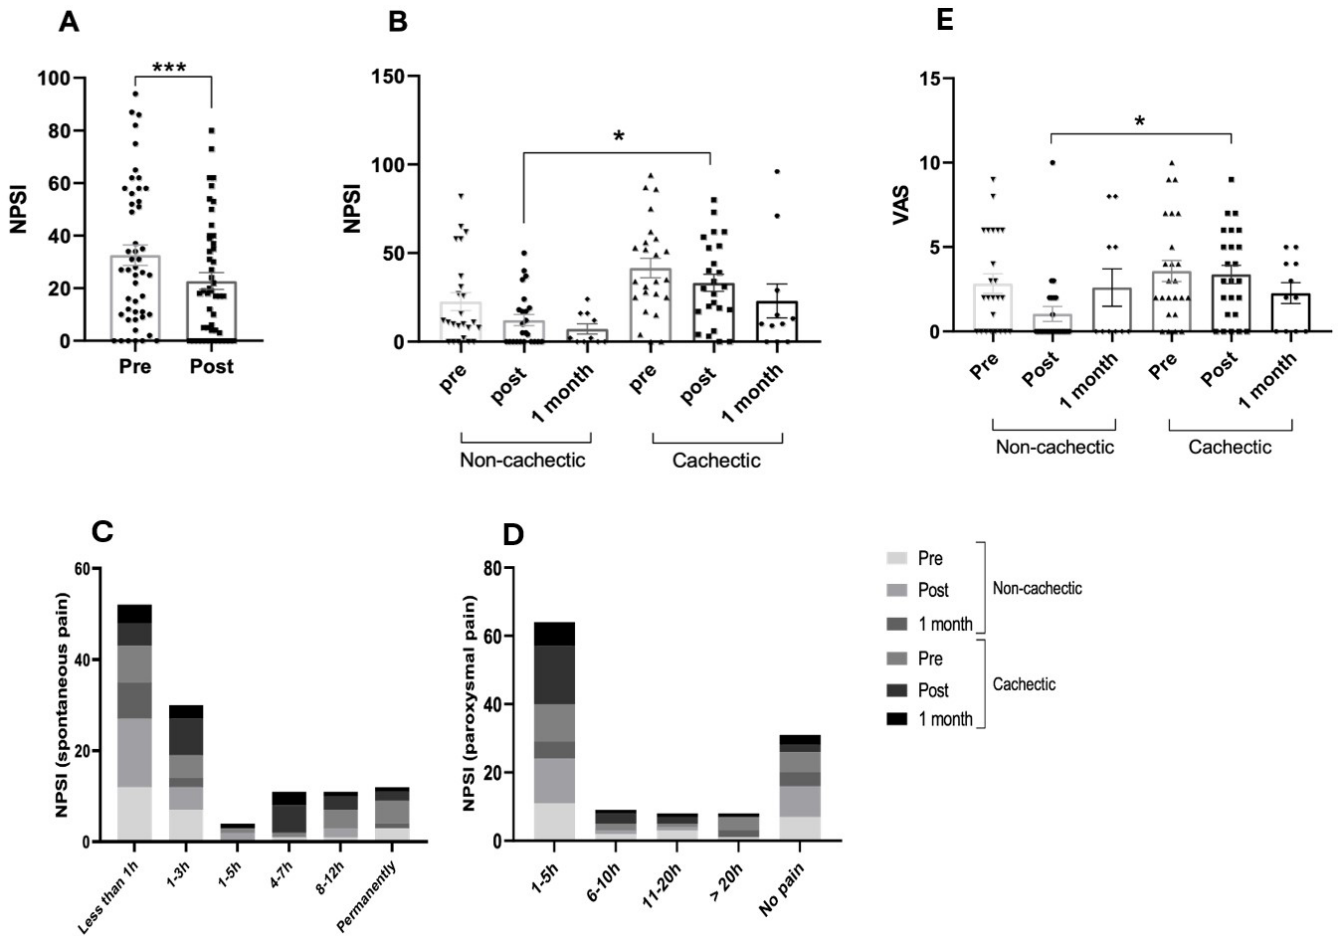 A
***
NPSI
100
80
60
40
20
0
Pre
Post
B
*
NPSI
150
100
50
0
pre
post
1 month
pre
post
1 month
Non-cachectic
Cachectic
E
*
VAS
15
10
5
0
Pre
Post
1 month
Pre
Post
1 month
Non-cachectic
Cachectic
C
NPSI (spontaneous pain)
60
40
20
0
Less than 1h
1-3h
1-5h
4-7h
8-12h
Permanently
D
NPSI (paroxysmal pain)
80
60
40
20
0
1-5h
6-10h
11-20h
> 20h
No pain
Pre
Post
1 month
Non-cachectic
Pre
Post
1 month
Cachectic